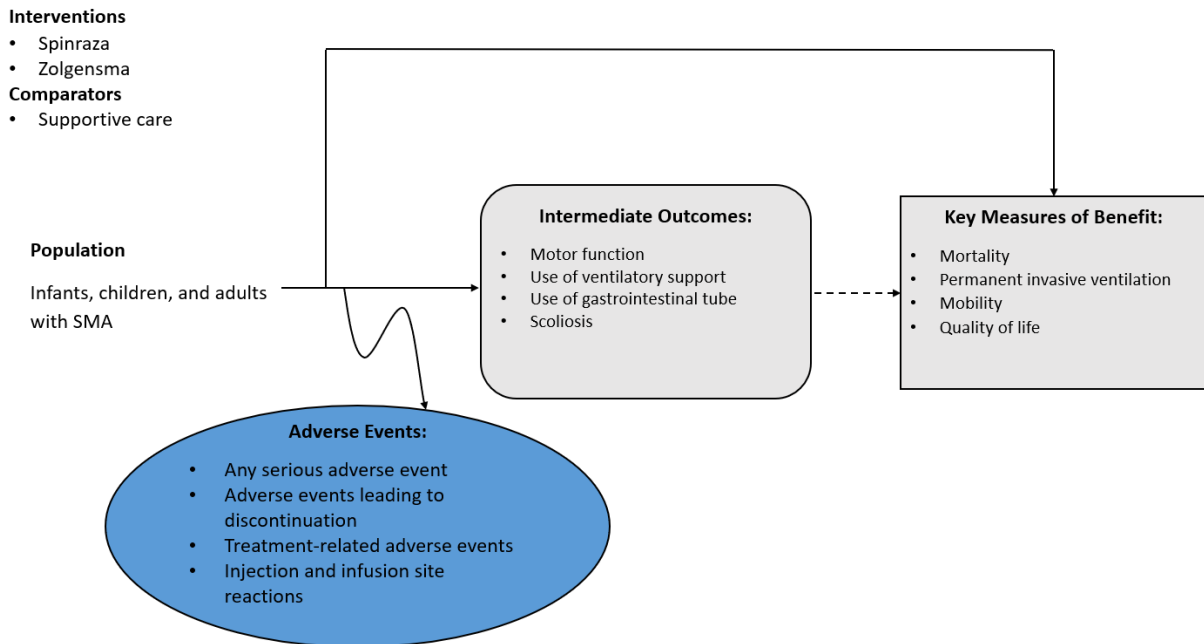 Interventions
• Spinraza
• Zolgensma
Comparators
• Supportive care
Population
Infants, children, and adults
with SMA
Intermediate Outcomes:
• Motor function
• Use of ventilatory support
• Use of gastrointestinal tube
• Scoliosis
Key Measures of Benefit:
• Mortality
• Permanent invasive ventilation
• Mobility
• Quality of life
Adverse Events:
• Any serious adverse event
• Adverse events leading to
discontinuation
• Treatment-related adverse events
• Injection and infusion site
reactions